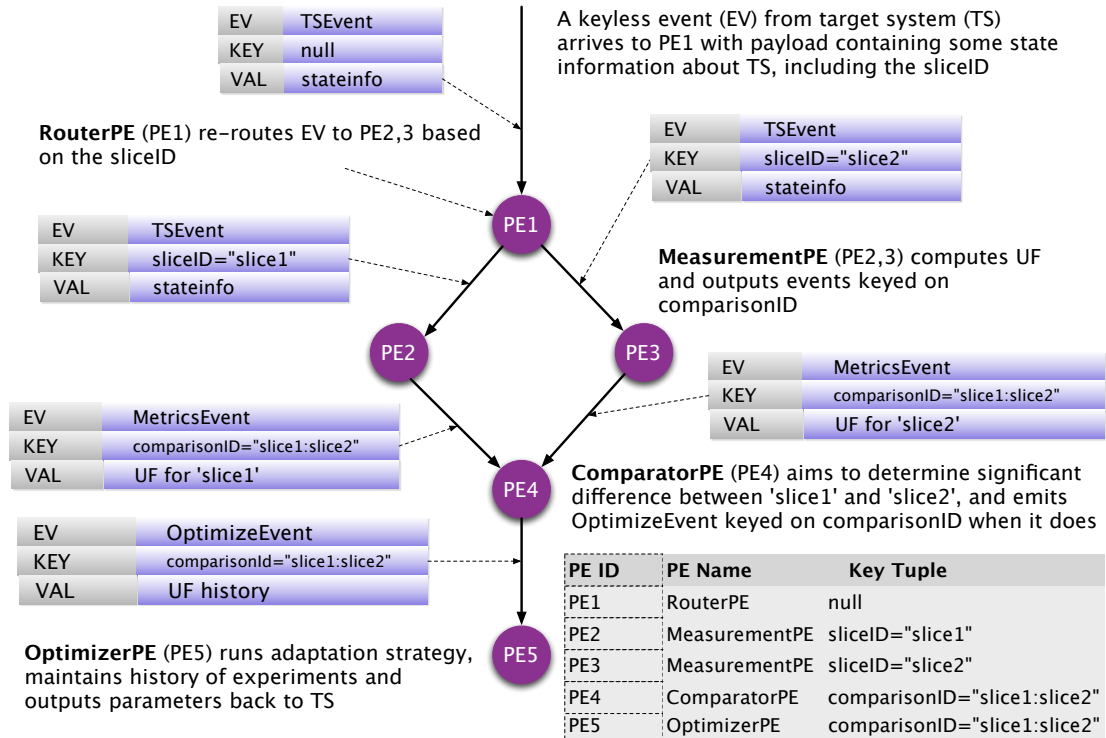 EV TSEvent
KEY null
VAL stateinfo
A keyless event (EV) from target system (TS)
arrives to PE1 with payload containing some state
information about TS, including the sliceID
RouterPE (PE1) re-routes EV to PE2,3 based
on the sliceID
EV TSEvent
KEY sliceID="slice2"
VAL stateinfo
PE1
EV TSEvent
KEY sliceID="slice1"
VAL stateinfo
MeasurementPE (PE2,3) computes UF
and outputs events keyed on
comparisonID
PE2
PE3
EV MetricsEvent
KEY comparisonID="slice1:slice2"
VAL UF for 'slice2'
EV MetricsEvent
KEY comparisonID="slice1:slice2"
VAL UF for 'slice1'
PE4
ComparatorPE (PE4) aims to determine significant
difference between 'slice1' and 'slice2', and emits
OptimizeEvent keyed on comparisonID when it does
EV OptimizeEvent
KEY comparisonId="slice1:slice2"
VAL UF history
PE5
OptimizerPE (PE5) runs adaptation strategy,
maintains history of experiments and
outputs parameters back to TS
PE ID PE Name Key Tuple
PE1 RouterPE null
PE2 MeasurementPE sliceID="slice1"
PE3 MeasurementPE sliceID="slice2"
PE4 ComparatorPE comparisonID="slice1:slice2"
PE5 OptimizerPE comparisonID="slice1:slice2"